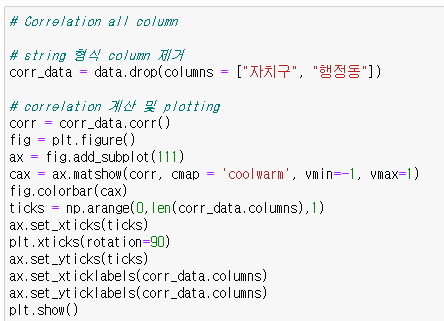 # Correlation all column
# string 형식 column 제거
corr_data = data.drop(columns = ["자치구", "행정동"])
# correlation 계산 및 plotting
corr = corr_data.corr()
fig = plt.figure()
ax = fig.add_subplot(111)
cax = ax.matshow(corr, cmap = 'coolwarm', vmin=-1, vmax=1)
fig.colorbar(cax)
ticks = np.arange(0,len(corr_data.columns),1)
ax.set_xticks(ticks)
plt.xticks(rotation=90)
ax.set_yticks(ticks)
ax.set_xticklabels(corr_data.columns)
ax.set_yticklabels(corr_data.columns)
plt.show()